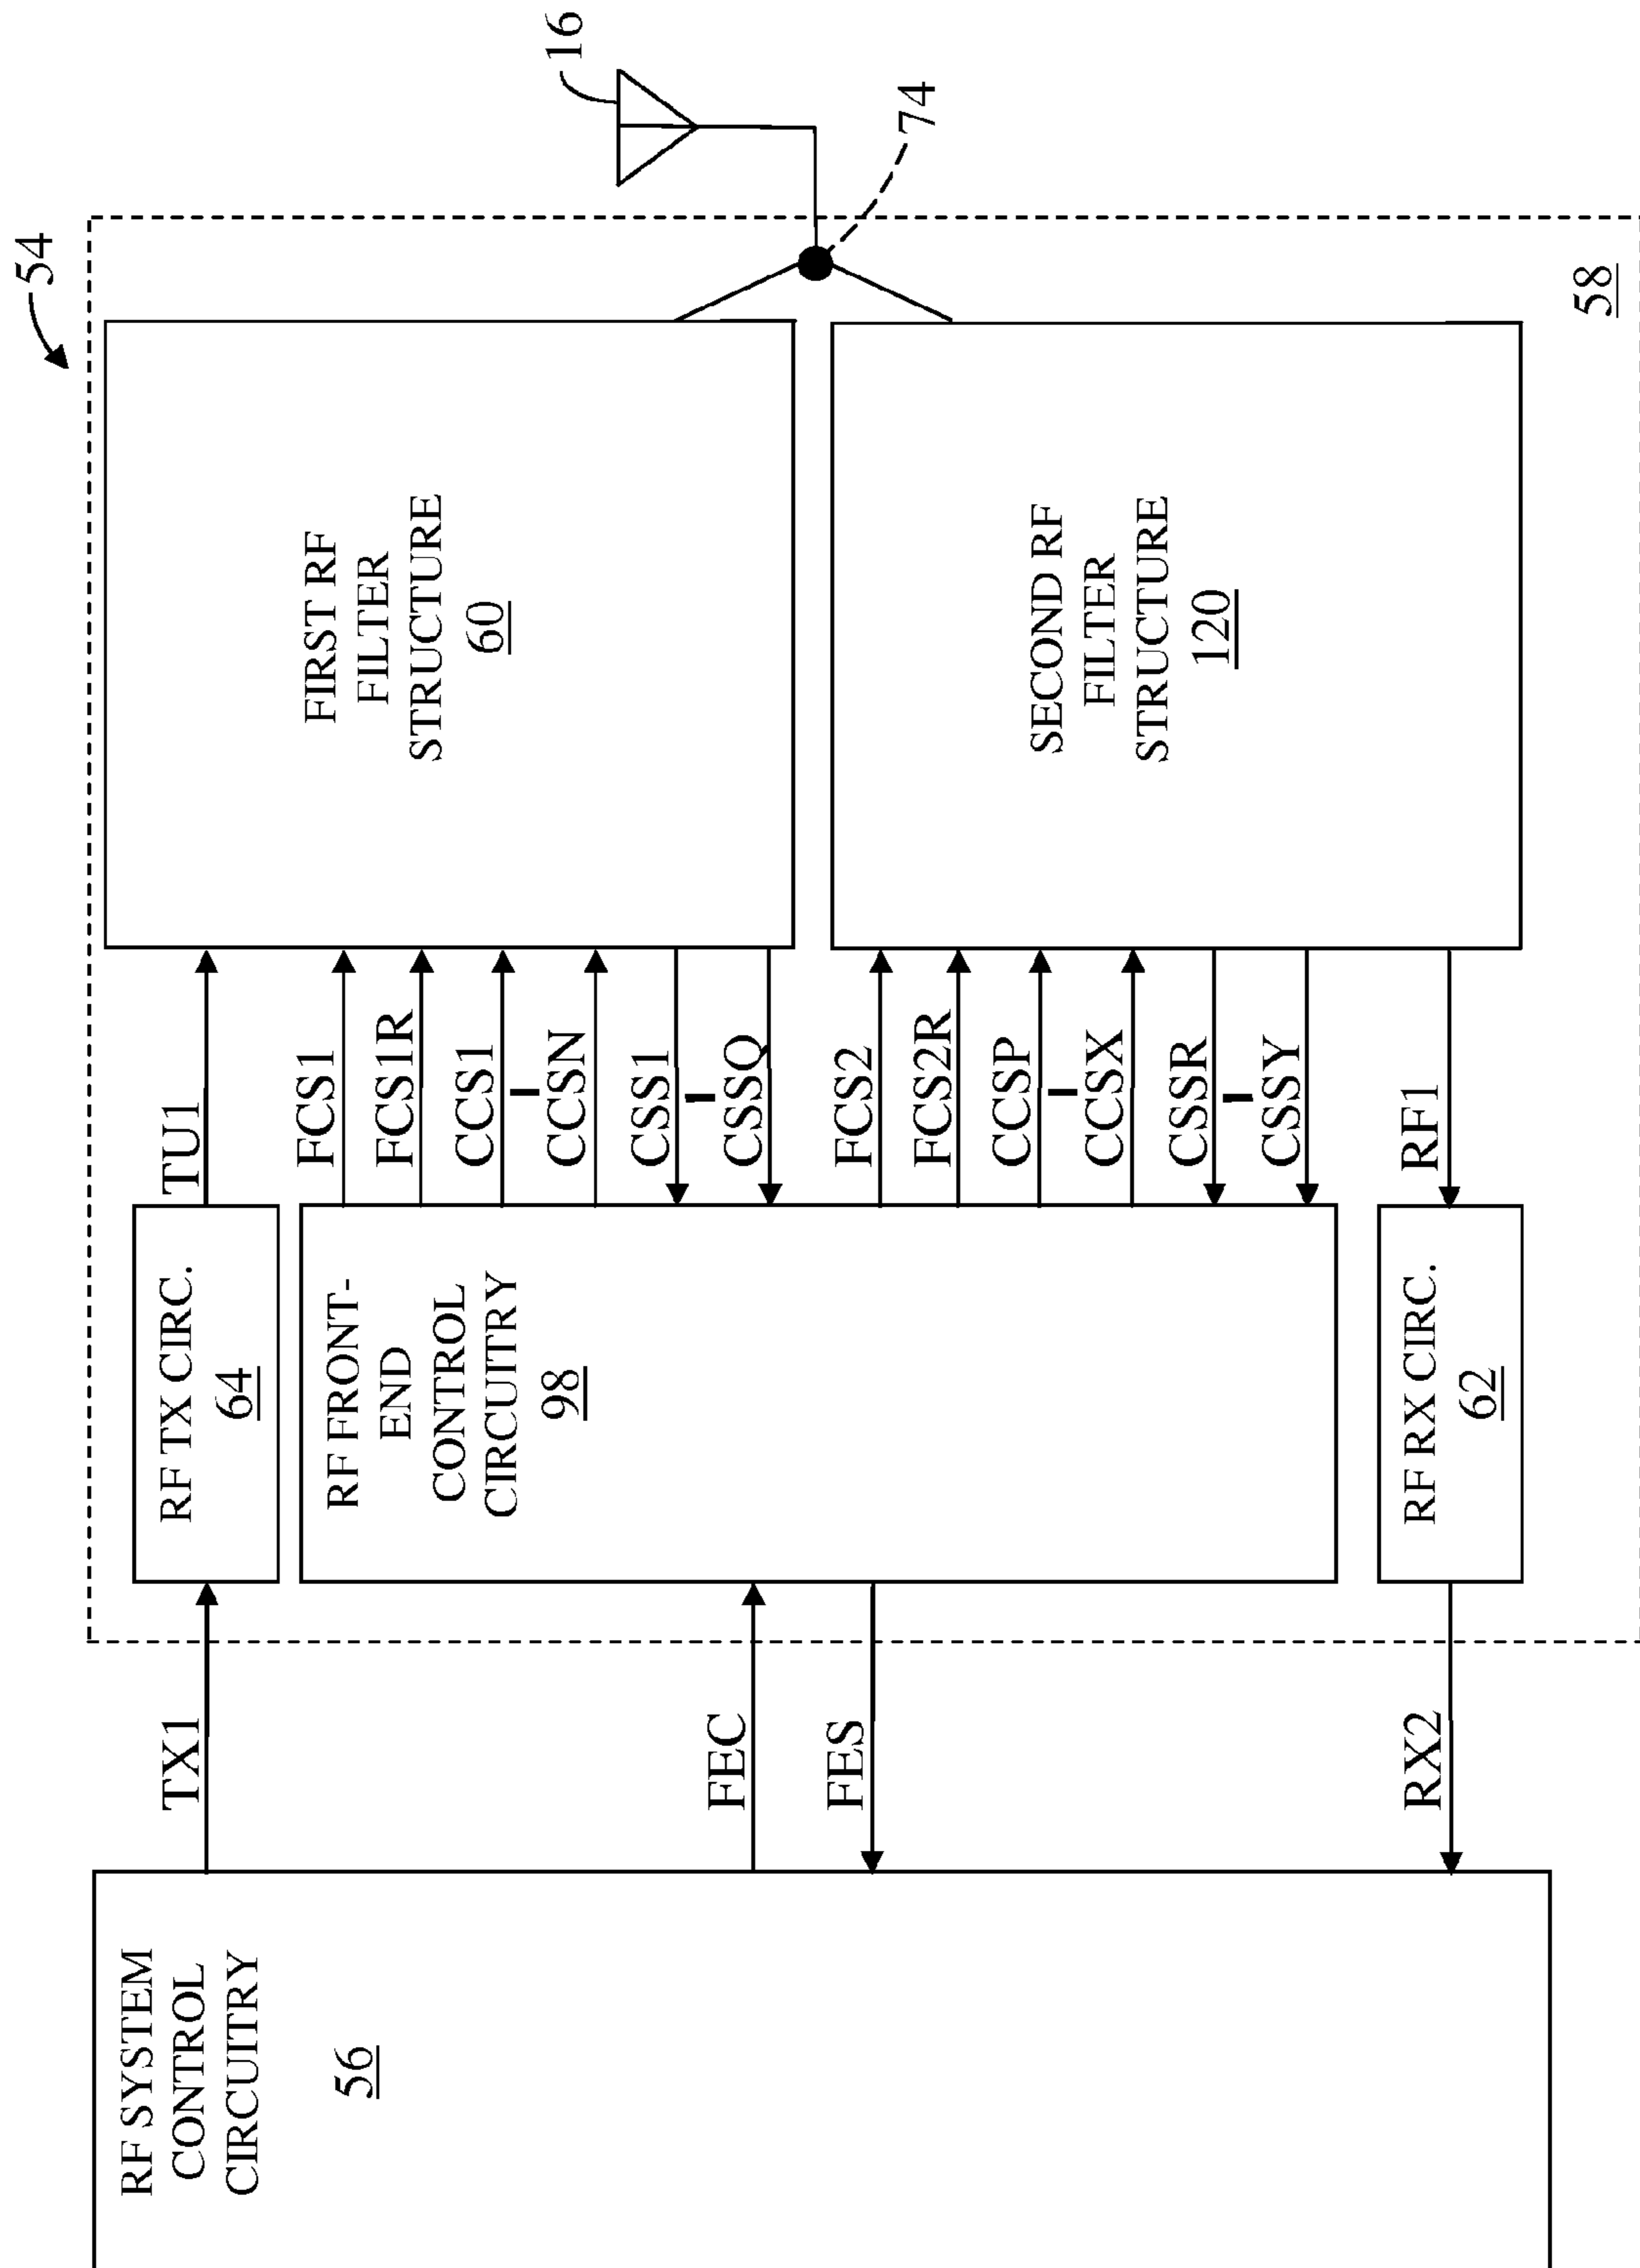 54
16
74
58
FIRST RF
FILTER
STRUCTURE
60
SECOND RF
FILTER
STRUCTURE
120
TU1
FCS1
FCS1R
CCS1
-
CCSN
CSS1
-
CSSQ
FCS2
FCS2R
CCSP
-
CCSX
CSSR
-
CSSY
RF1
RF TX CIRC.
64
RF FRONT-
END
CONTROL
CIRCUITRY
98
RF RX CIRC.
62
TX1
FEC
FES
RX2
RF SYSTEM
CONTROL
CIRCUITRY
56